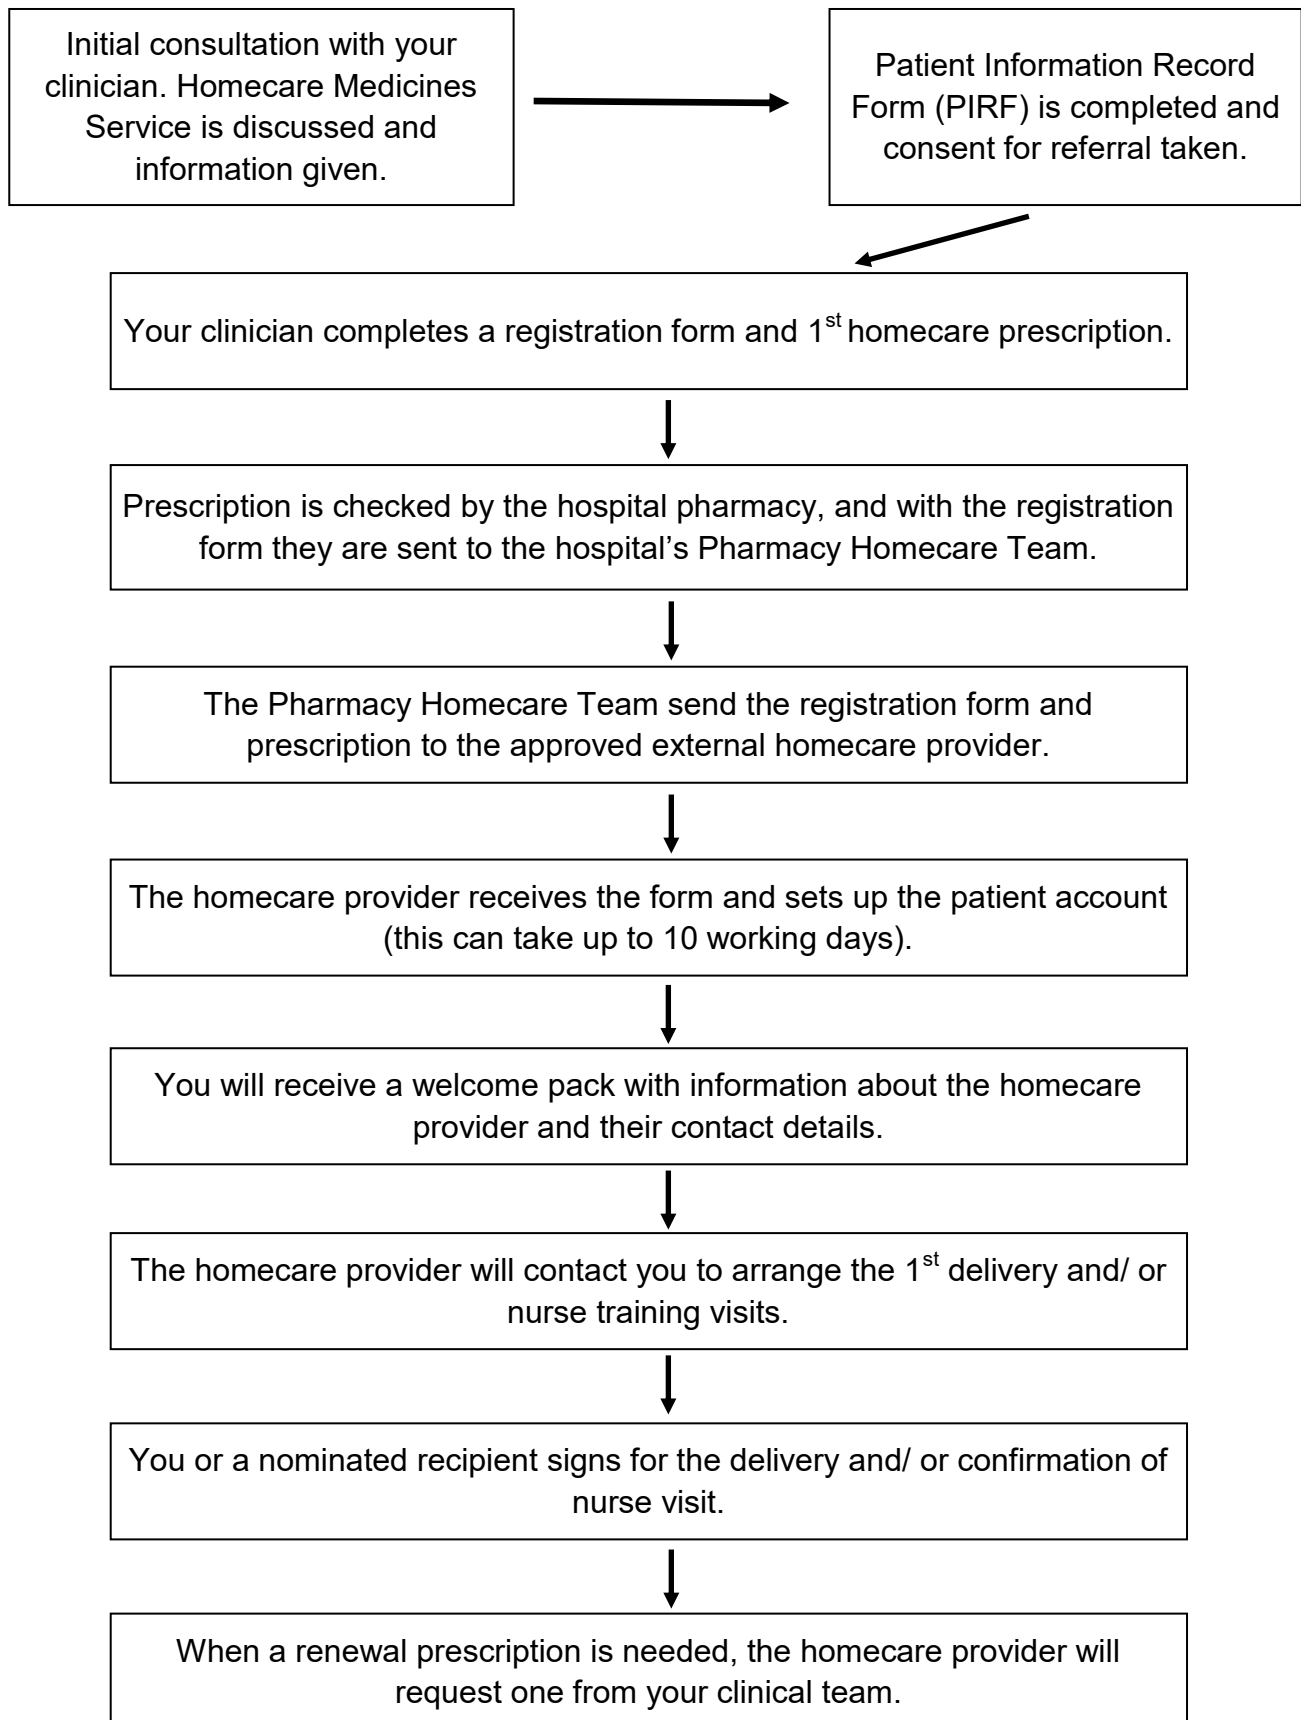 Initial consultation with your
clinician. Homecare Medicines
Service is discussed and
information given.
Patient Information Record
Form (PIRF) is completed and
consent for referral taken.
Your clinician completes a registration form and 1st homecare prescription.
Prescription is checked by the hospital pharmacy, and with the registration
form they are sent to the hospital’s Pharmacy Homecare Team.
The Pharmacy Homecare Team send the registration form and
prescription to the approved external homecare provider.
The homecare provider receives the form and sets up the patient account
(this can take up to 10 working days).
You will receive a welcome pack with information about the homecare
provider and their contact details.
The homecare provider will contact you to arrange the 1st delivery and/ or
nurse training visits.
You or a nominated recipient signs for the delivery and/ or confirmation of
nurse visit.
When a renewal prescription is needed, the homecare provider will
request one from your clinical team.